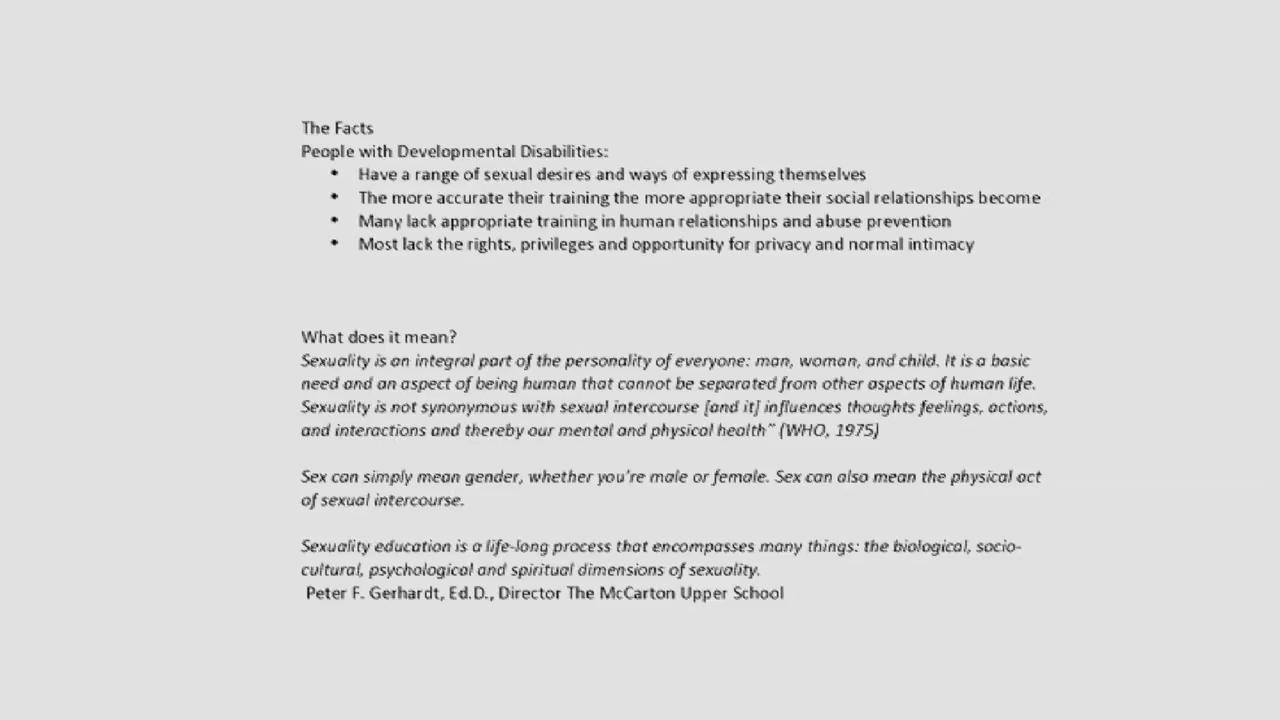 The Facts
People with Developmental Disabilities:
• Have a range of sexual desires and ways of expressing themselves
• The more accurate their training the more appropriate their social relationships become
• Many lack appropriate training in human relationships and abuse prevention
• Most lack the rights, privileges and opportunity for privacy and normal intimacy
What does it mean?
Sexuality is an integral part of the personality of everyone: man, woman, and child. It is a basic
need and an aspect of being human that cannot be separated from other aspects of human life.
Sexuality is not synonymous with sexual intercourse [and it] influences thoughts feelings, actions,
and interactions and thereby our mental and physical health” (WHO, 1975)
Sex can simply mean gender, whether you’re male or female. Sex can also mean the physical act
of sexual intercourse.
Sexuality education is a life-long process that encompasses many things: the biological, socio-
cultural, psychological and spiritual dimensions of sexuality.
Peter F. Gerhardt, Ed.D., Director The McCarton Upper School